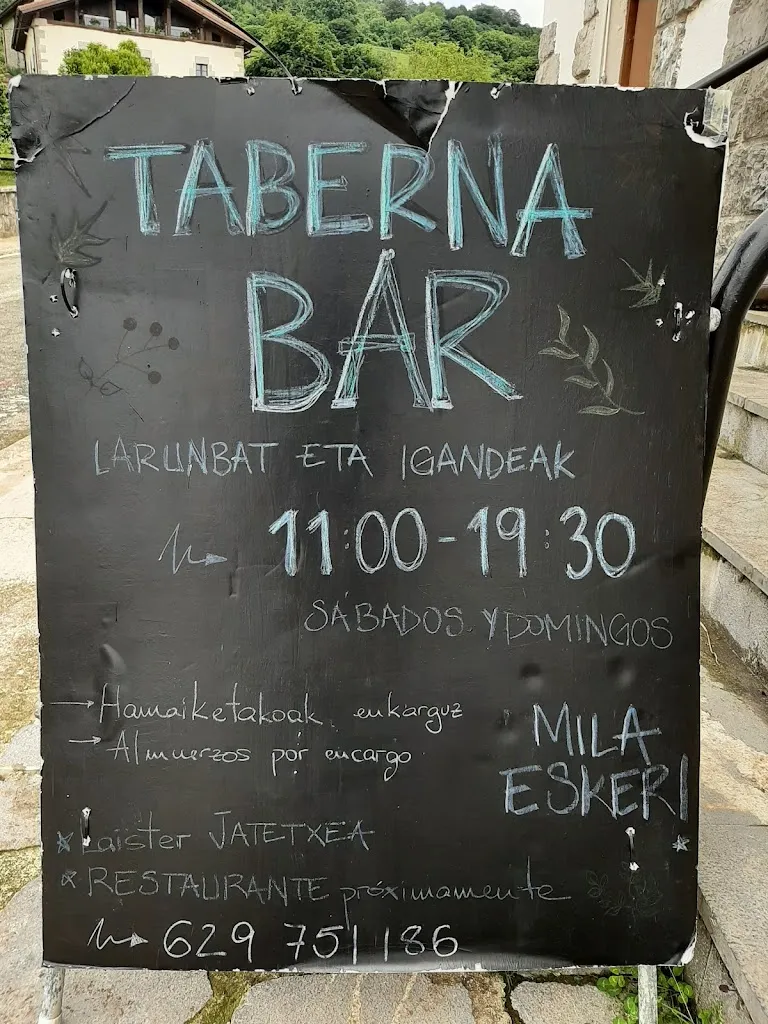 TABERNA
BAR
LARUNBAT ETA IGANDEAK
11:00-19:30
SÁBADOS Y DOMINGOS
→ Hamaiketakoak enkarguz
→ Almuerzos por encargo
MILA
ESKER!
* Laister JATETXEA *
* RESTAURANTE próximamente
629 751 186